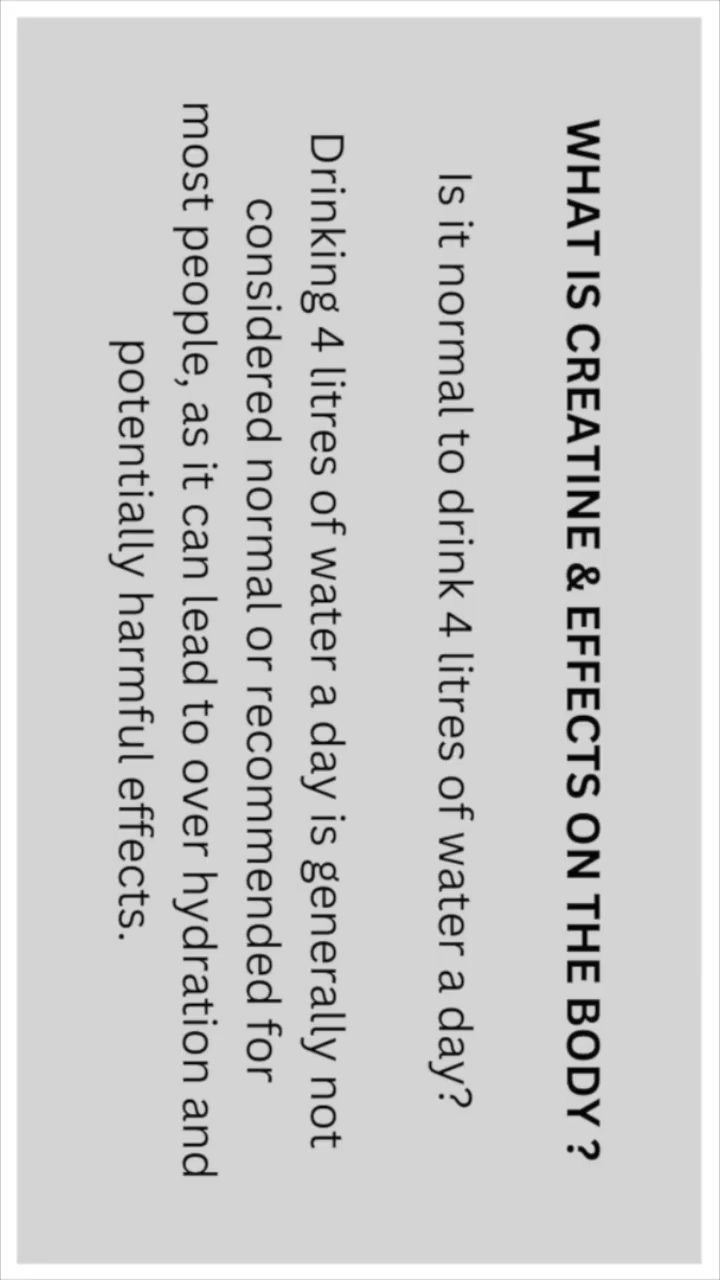 WHAT IS CREATINE & EFFECTS ON THE BODY ?
Is it normal to drink 4 litres of water a day?
Drinking 4 litres of water a day is generally not
considered normal or recommended for
most people, as it can lead to over hydration and
potentially harmful effects.